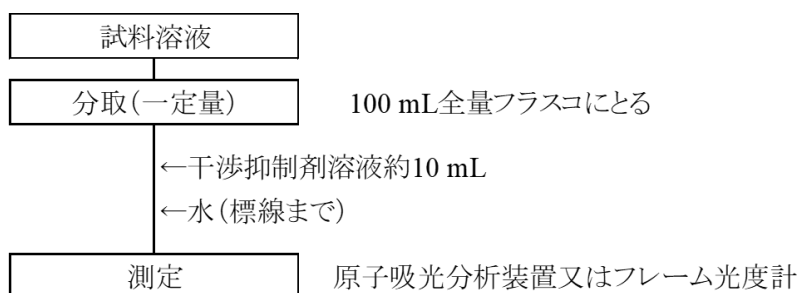 試料溶液
分取(一定量) 100 mL全量フラスコにとる
←干渉抑制剤溶液約10 mL
←水(標線まで)
測定 原子吸光分析装置又はフレーム光度計